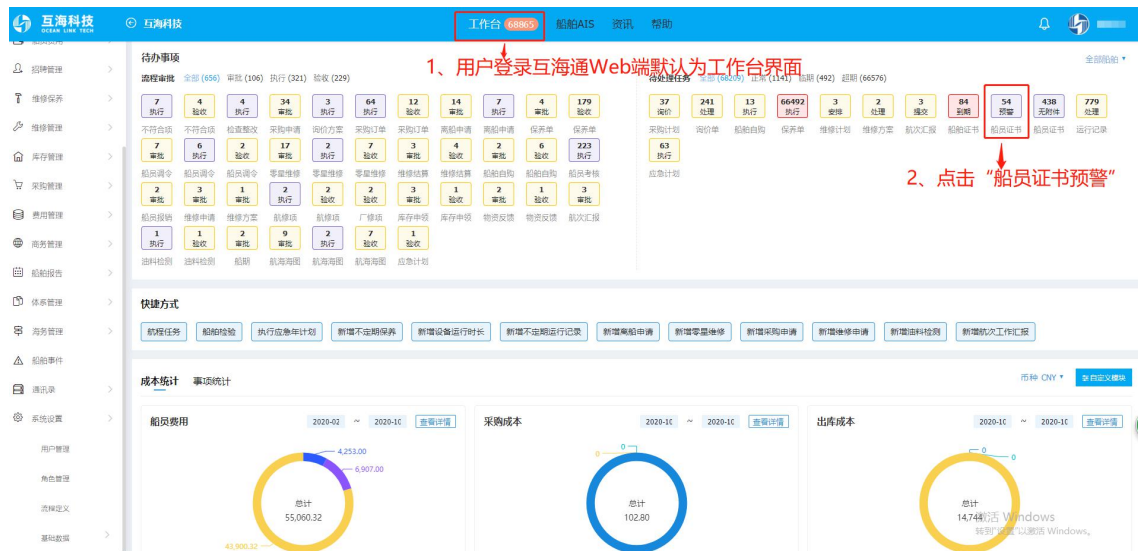 互海科技
OCEAN LINK TECH
互海科技
工作台 68865
船舶AIS
资讯
帮助
招聘管理
维修保养
维修管理
库存管理
采购管理
费用管理
商务管理
船舶报告
体系管理
海务管理
船舶事件
通讯录
系统设置
用户管理
角色管理
流程定义
基础数据
待办事项
全部船舶
流程审批 全部 (656) 审批 (106) 执行 (321) 验收 (229)
1、用户登录互海通Web端默认为工作台界面
待处理任务 全部 (68209) 正常 (1141) 临期 (492) 超期 (66576)
7 4 4 34 3 64 12 14 7 4 179
执行 验收 执行 审批 执行 执行 验收 审批 执行 审批 验收
不符合项 不符合项 检查整改 采购申请 询价方案 采购订单 采购订单 离船申请 离船申请 保养单 保养单
7 6 2 17 2 7 3 4 2 6 223
审批 执行 验收 审批 执行 验收 审批 验收 审批 验收 执行
船员调令 船员调令 船员调令 零星维修 零星维修 零星维修 维修结算 维修结算 船舶自购 船舶自购 船员考核
2 3 1 2 2 2 3 1 2 1 3
审批 审批 审批 执行 验收 验收 审批 验收 审批 验收 审批
船员报销 维修申请 维修方案 航修项 航修项 厂修项 库存申领 库存申领 物资反馈 物资反馈 航次汇报
1 1 2 9 2 7 1
执行 验收 审批 审批 执行 验收 验收
油料检测 油料检测 船期 航海海图 航海海图 航海海图 应急计划
37 241 13 66492 3 2 3 84 54 438 779
询价 处理 执行 执行 安排 处理 提交 到期 预警 无附件 处理
采购计划 询价单 船舶自购 保养单 维修计划 维修方案 航次汇报 船舶证书 船员证书 船员证书 运行记录
63
执行
应急计划
2、点击“船员证书预警”
快捷方式
航程任务 船舶检验 执行应急年计划 新增不定期保养 新增设备运行时长 新增不定期运行记录 新增离船申请 新增零星维修 新增采购申请 新增维修申请 新增油料检测 新增航次工作汇报
成本统计 事项统计
币种 CNY
自定义模块
船员费用 2020-02 ~ 2020-1C 查看详情
采购成本 2020-1C ~ 2020-1C 查看详情
出库成本 2020-1C ~ 2020-1C 查看详情
4,253.00
6,907.00
总计
55,060.32
43,900.32
0
0
总计
102.80
0
0
总计
14,744
激活 Windows
转到"设置"以激活 Windows。